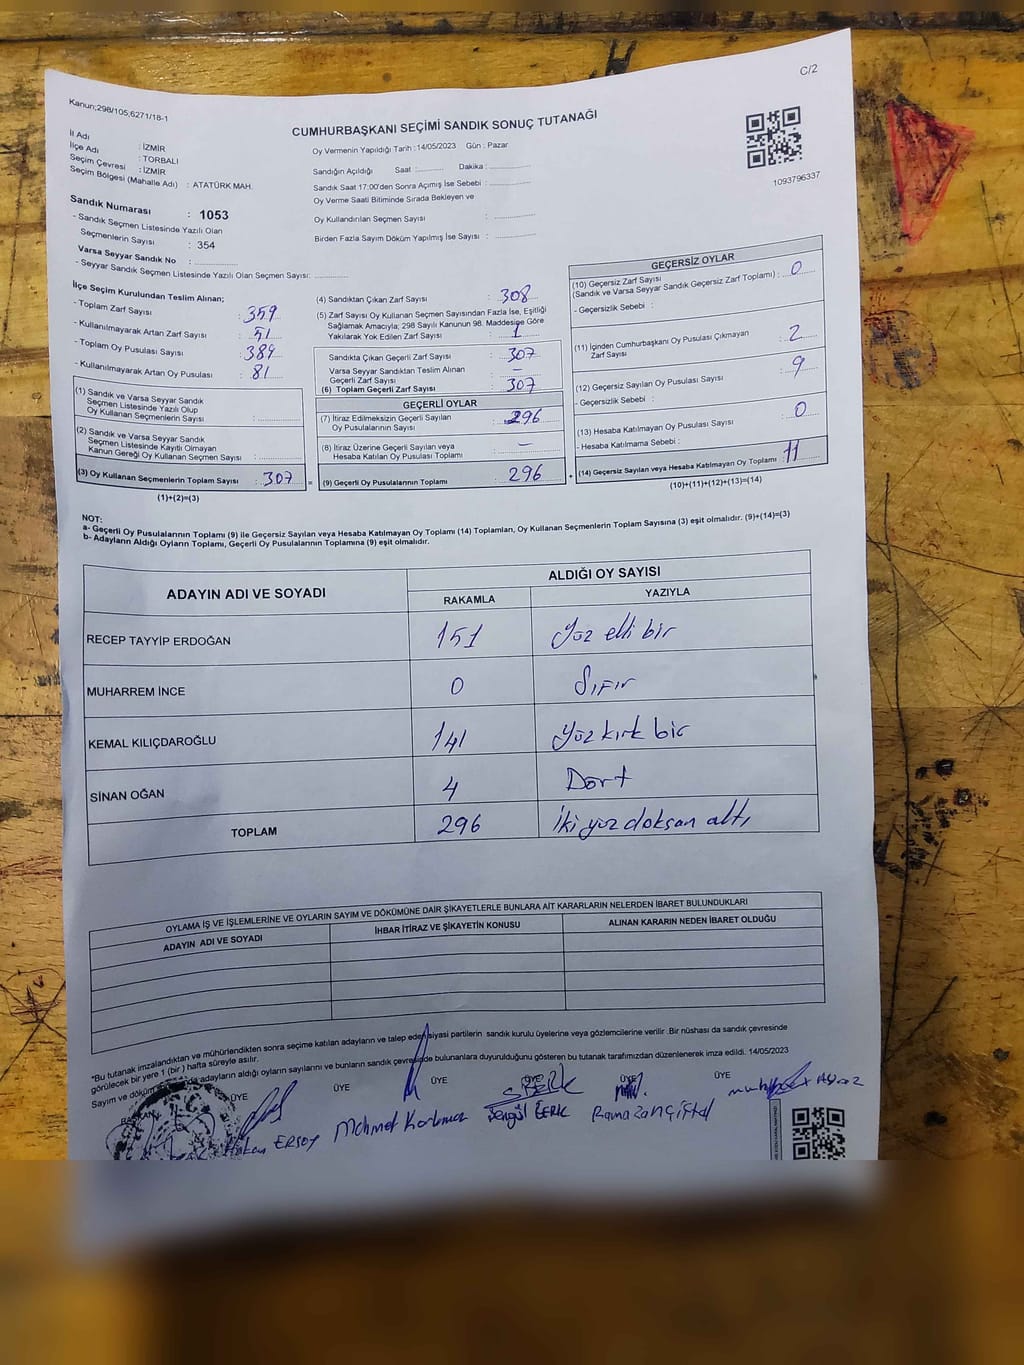 C/2
Kanun;298/105,6271/18-1
CUMHURBAŞKANI SEÇİMİ SANDIK SONUÇ TUTANAĞI
İl Adı : İZMİR
İlçe Adı : TORBALI
Seçim Çevresi : İZMİR
Seçim Bölgesi (Mahalle Adı) : ATATÜRK MAH.
Oy Vermenin Yapıldığı Tarih :14/05/2023 Gün : Pazar
Sandığın Açıldığı Saat :.......... Dakika :..............
Sandık Saat 17:00'den Sonra Açımış İse Sebebi :..............
Oy Verme Saati Bitiminde Sırada Bekleyen ve
Oy Kullandırılan Seçmen Sayısı :..............
Birden Fazla Sayım Döküm Yapılmış İse Sayısı :..............
1093796337
Sandık Numarası : 1053
- Sandık Seçmen Listesinde Yazılı Olan
Seçmenlerin Sayısı : 354
Varsa Seyyar Sandık No :..............
- Seyyar Sandık Seçmen Listesinde Yazılı Olan Seçmen Sayısı:..............
İlçe Seçim Kurulundan Teslim Alınan;
- Toplam Zarf Sayısı : 359
- Kullanılmayarak Artan Zarf Sayısı : 51
- Toplam Oy Pusulası Sayısı : 384
- Kullanılmayarak Artan Oy Pusulası : 81
(1) Sandık ve Varsa Seyyar Sandık
Seçmen Listesinde Yazılı Olup
Oy Kullanan Seçmenlerin Sayısı :..............
(2) Sandık ve Varsa Seyyar Sandık
Seçmen Listesinde Kayıtlı Olmayan
Kanun Gereği Oy Kullanan Seçmen Sayısı :..............
(3) Oy Kullanan Seçmenlerin Toplam Sayısı : 307
(1)+(2)=(3)
(4) Sandıktan Çıkan Zarf Sayısı : 308
(5) Zarf Sayısı Oy Kullanan Seçmen Sayısından Fazla İse, Eşitliği
Sağlamak Amacıyla; 298 Sayılı Kanunun 98. Maddesine Göre
Yakılarak Yok Edilen Zarf Sayısı : 1
Sandıkta Çıkan Geçerli Zarf Sayısı : 307
Varsa Seyyar Sandıktan Teslim Alınan
Geçerli Zarf Sayısı : –
(6) Toplam Geçerli Zarf Sayısı : 307
GEÇERLİ OYLAR
(7) İtiraz Edilmeksizin Geçerli Sayılan
Oy Pusulalarının Sayısı : 296
(8) İtiraz Üzerine Geçerli Sayılan veya
Hesaba Katılan Oy Pusulası Toplamı : –
(9) Geçerli Oy Pusulalarının Toplamı : 296
GEÇERSİZ OYLAR
(10) Geçersiz Zarf Sayısı
(Sandık ve Varsa Seyyar Sandık Geçersiz Zarf Toplamı) : 0
- Geçersizlik Sebebi :
(11) İçinden Cumhurbaşkanı Oy Pusulası Çıkmayan
Zarf Sayısı : 2
(12) Geçersiz Sayılan Oy Pusulası Sayısı : 9
- Geçersizlik Sebebi :
(13) Hesaba Katılmayan Oy Pusulası Sayısı : 0
- Hesaba Katılmama Sebebi :
(14) Geçersiz Sayılan veya Hesaba Katılmayan Oy Toplamı : 11
(10)+(11)+(12)+(13)=(14)
NOT:
a- Geçerli Oy Pusulalarının Toplamı (9) ile Geçersiz Sayılan veya Hesaba Katılmayan Oy Toplamı (14) Toplamları, Oy Kullanan Seçmenlerin Toplam Sayısına (3) eşit olmalıdır. (9)+(14)=(3)
b- Adayların Aldığı Oyların Toplamı, Geçerli Oy Pusulalarının Toplamına (9) eşit olmalıdır.
ADAYIN ADI VE SOYADI ALDIĞI OY SAYISI
RAKAMLA YAZIYLA
RECEP TAYYİP ERDOĞAN 151 Yüz elli bir
MUHARREM İNCE 0 Sıfır
KEMAL KILIÇDAROĞLU 141 Yüz kırk bir
SİNAN OĞAN 4 Dört
TOPLAM 296 İki yüz doksan altı
OYLAMA İŞ VE İŞLEMLERİNE VE OYLARIN SAYIM VE DÖKÜMÜNE DAİR ŞİKAYETLERLE BUNLARA AİT KARARLARIN NELERDEN İBARET BULUNDUKLARI
ADAYIN ADI VE SOYADI İHBAR İTİRAZ VE ŞİKAYETİN KONUSU ALINAN KARARIN NEDEN İBARET OLDUĞU
*Bu tutanak imzalandıktan ve mühürlendikten sonra seçime katılan adayların ve talep eden siyasi partilerin sandık kurulu üyelerine veya gözlemcilerine verilir. Bir nüshası da sandık çevresinde
görülecek bir yere 1 (bir) hafta süreyle asılır.
Sayım ve döküm adayların aldığı oyların sayılarını ve bunların sandık çevresinde bulunanlara duyurulduğunu gösteren bu tutanak tarafımızdan düzenlenerek imza edildi. 14/05/2023
BAŞKAN ÜYE ÜYE ÜYE ÜYE ÜYE ÜYE
Hakan ERSOY Mehmet Şengül Ramazan